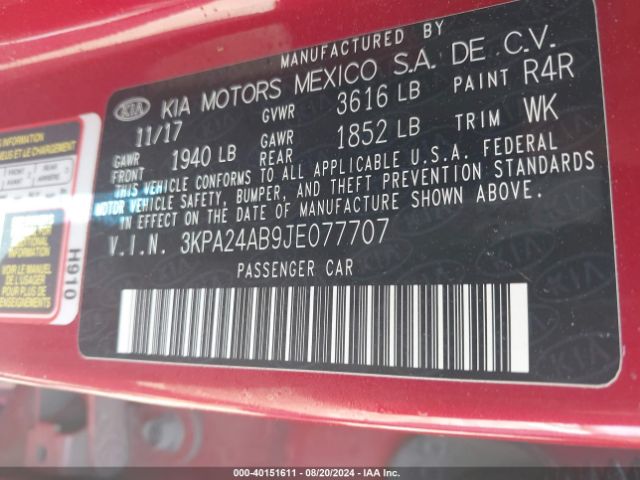 MANUFACTURED BY
KIA KIA MOTORS MEXICO S.A. DE C.V.
11/17 GVWR 3616 LB PAINT R4R
GAWR FRONT 1940 LB GAWR REAR 1852 LB TRIM WK
THIS VEHICLE CONFORMS TO ALL APPLICABLE U.S.A. FEDERAL
MOTOR VEHICLE SAFETY, BUMPER, AND THEFT PREVENTION STANDARDS
IN EFFECT ON THE DATE OF MANUFACTURE SHOWN ABOVE.
V.I.N. 3KPA24AB9JE077707
PASSENGER CAR
H910
000-40151611 - 08/20/2024 - IAA Inc.